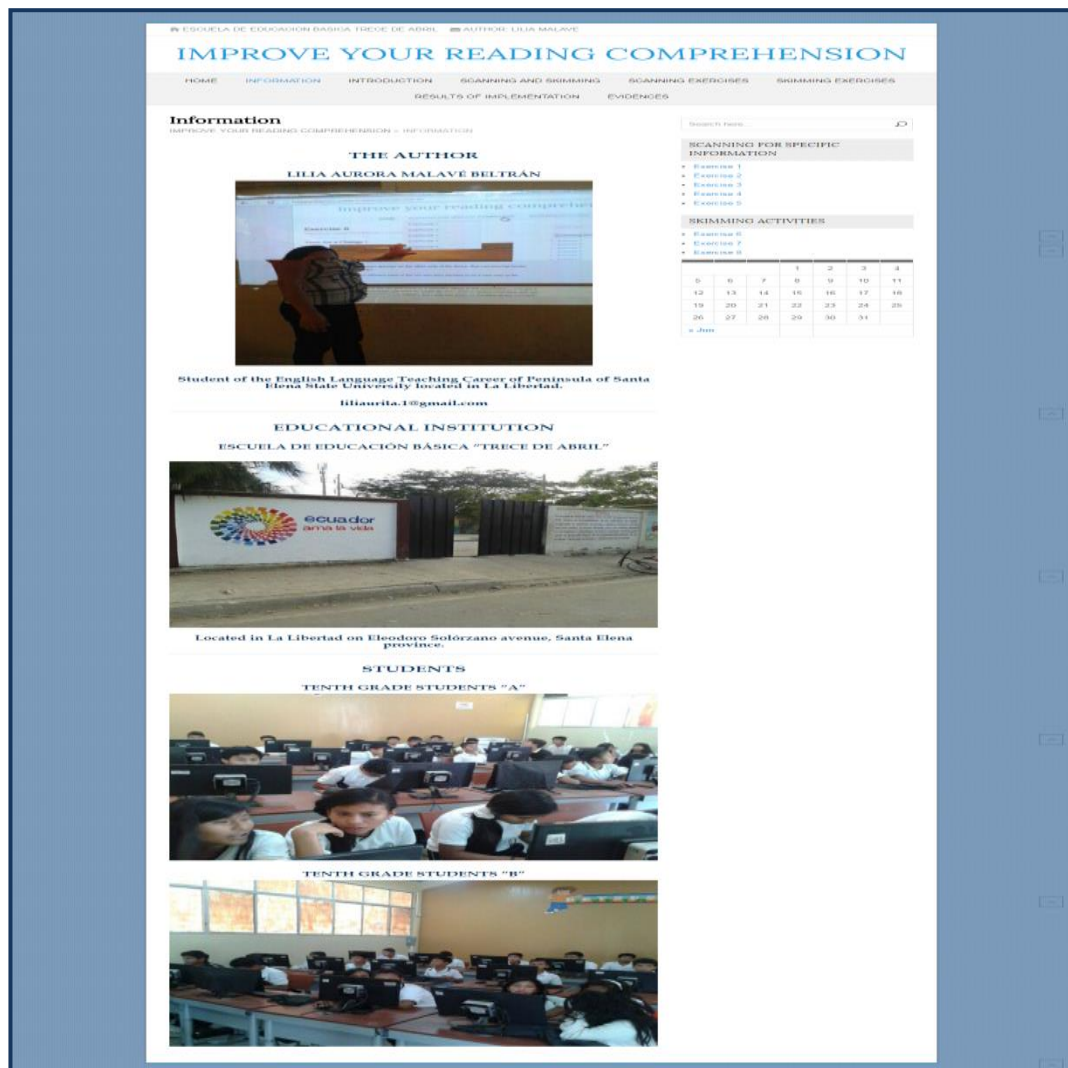 ESCUELA DE EDUCACION BASICA TRECE DE ABRIL AUTHOR: LILIA MALAVE
IMPROVE YOUR READING COMPREHENSION
HOME INFORMATION INTRODUCTION SCANNING AND SKIMMING SCANNING EXERCISES SKIMMING EXERCISES
RESULTS OF IMPLEMENTATION EVIDENCES
Information
IMPROVE YOUR READING COMPREHENSION > INFORMATION
THE AUTHOR
LILIA AURORA MALAVÉ BELTRÁN
improve your reading comprehen
Exercise 8
Student of the English Language Teaching Career of Peninsula of Santa
Elena State University located in La Libertad.
liliaurita.1@gmail.com
EDUCATIONAL INSTITUTION
ESCUELA DE EDUCACIÓN BÁSICA "TRECE DE ABRIL"
ecuador
ama la vida
Located in La Libertad on Eleodoro Solórzano avenue, Santa Elena
province.
STUDENTS
TENTH GRADE STUDENTS "A"
TENTH GRADE STUDENTS "B"
Search here...
SCANNING FOR SPECIFIC
INFORMATION
Exercise 1
Exercise 2
Exercise 3
Exercise 4
Exercise 5
SKIMMING ACTIVITIES
Exercise 6
Exercise 7
Exercise 8
1 2 3 4
5 6 7 8 9 10 11
12 13 14 15 16 17 18
19 20 21 22 23 24 25
26 27 28 29 30 31
« Jun